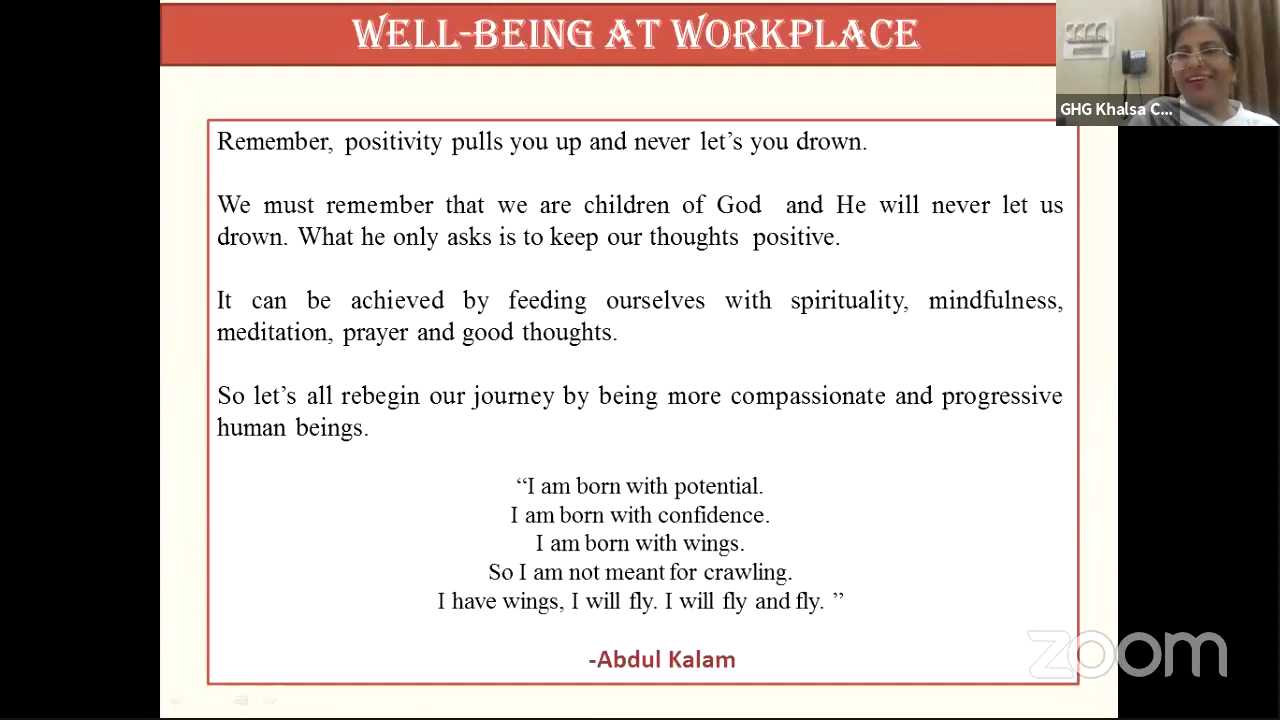 WELL-BEING AT WORKPLACE
GHG Khalsa C...
Remember, positivity pulls you up and never let's you drown.
We must remember that we are children of God and He will never let us
drown. What he only asks is to keep our thoughts positive.
It can be achieved by feeding ourselves with spirituality, mindfulness,
meditation, prayer and good thoughts.
So let's all rebegin our journey by being more compassionate and progressive
human beings.
“I am born with potential.
I am born with confidence.
I am born with wings.
So I am not meant for crawling.
I have wings, I will fly. I will fly and fly. ”
-Abdul Kalam
zoom